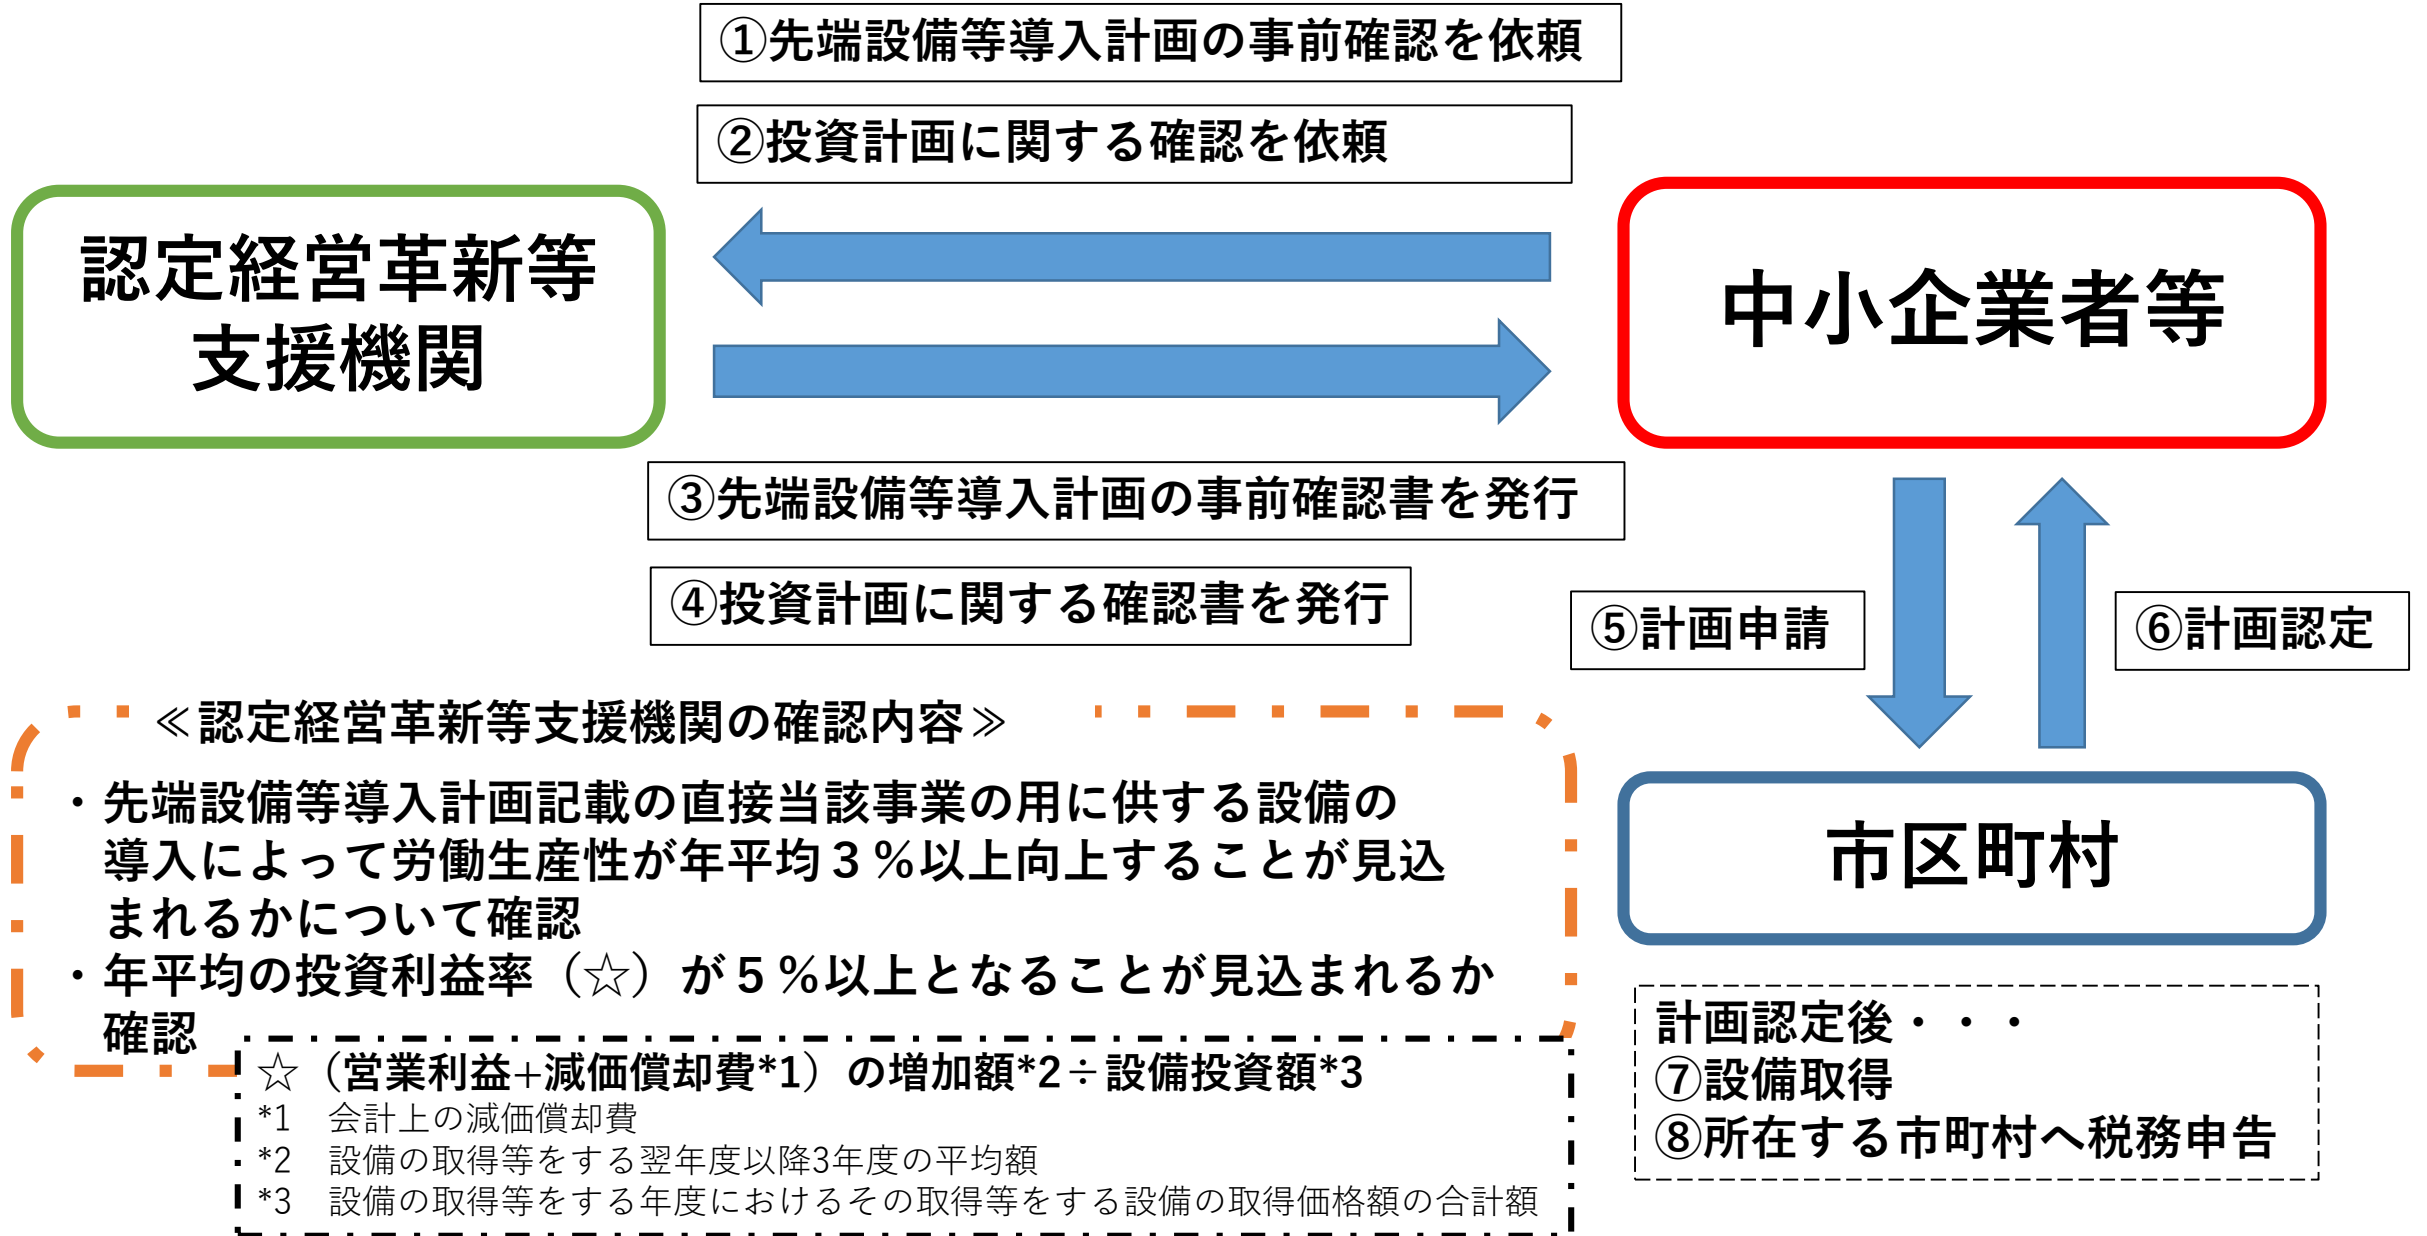 ①先端設備等導入計画の事前確認を依頼
②投資計画に関する確認を依頼
認定経営革新等
支援機関
中小企業者等
③先端設備等導入計画の事前確認書を発行
④投資計画に関する確認書を発行
⑤計画申請
⑥計画認定
≪認定経営革新等支援機関の確認内容≫
・先端設備等導入計画記載の直接当該事業の用に供する設備の
導入によって労働生産性が年平均３％以上向上することが見込
まれるかについて確認
・年平均の投資利益率（☆）が５％以上となることが見込まれるか
確認
☆（営業利益+減価償却費*1）の増加額*2÷設備投資額*3
*1　会計上の減価償却費
*2　設備の取得等をする翌年度以降3年度の平均額
*3　設備の取得等をする年度におけるその取得等をする設備の取得価格額の合計額
市区町村
計画認定後・・・
⑦設備取得
⑧所在する市町村へ税務申告